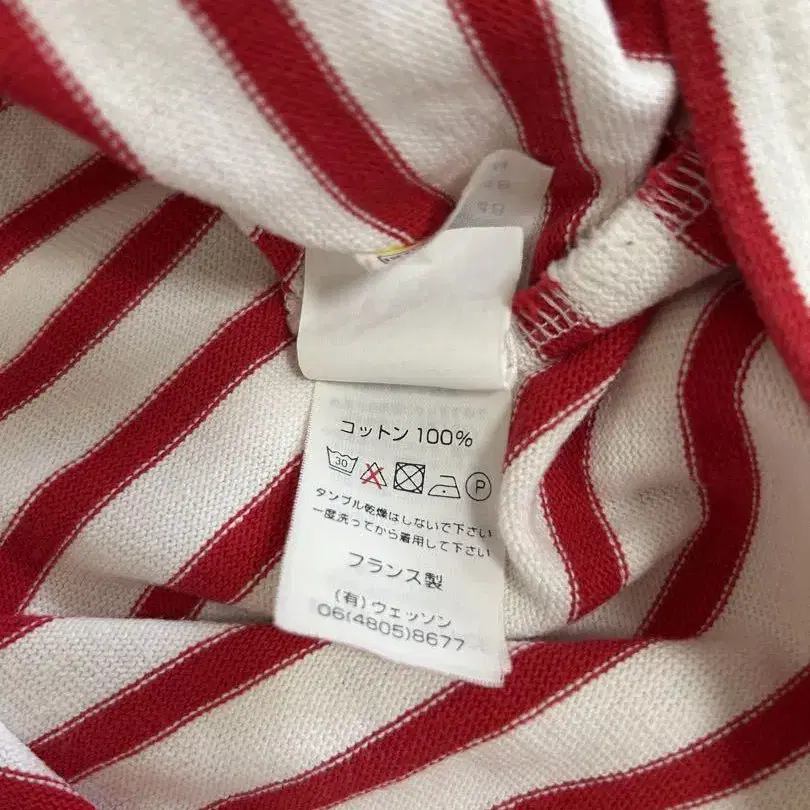 コットン 100%
30 P
タンブル乾燥はしないで下さい
一度洗ってから着用して下さい
フランス製
(有) ウェッソン
06(4805)8677